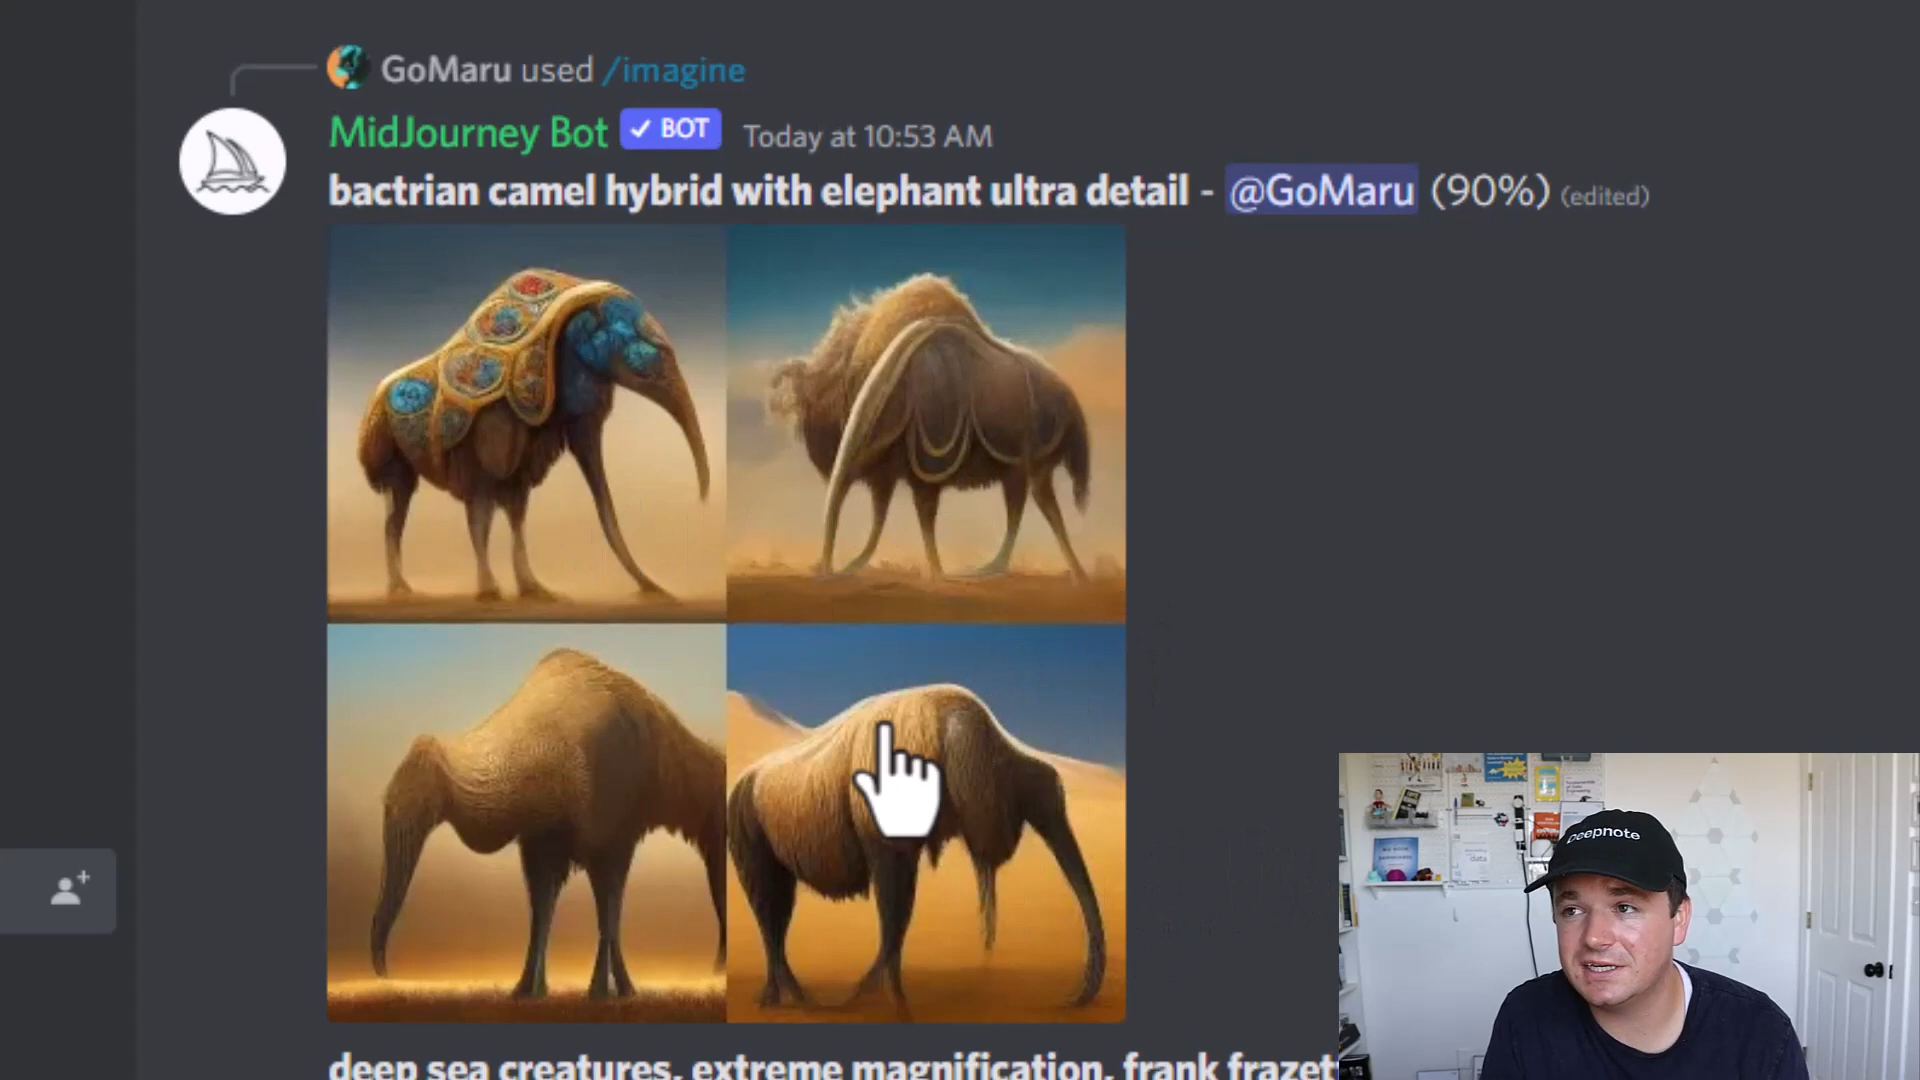 GoMaru used /imagine
MidJourney Bot ✓ BOT Today at 10:53 AM
bactrian camel hybrid with elephant ultra detail - @GoMaru (90%) (edited)
deep sea creatures, extreme magnification, frank frazet
Deepnote
data